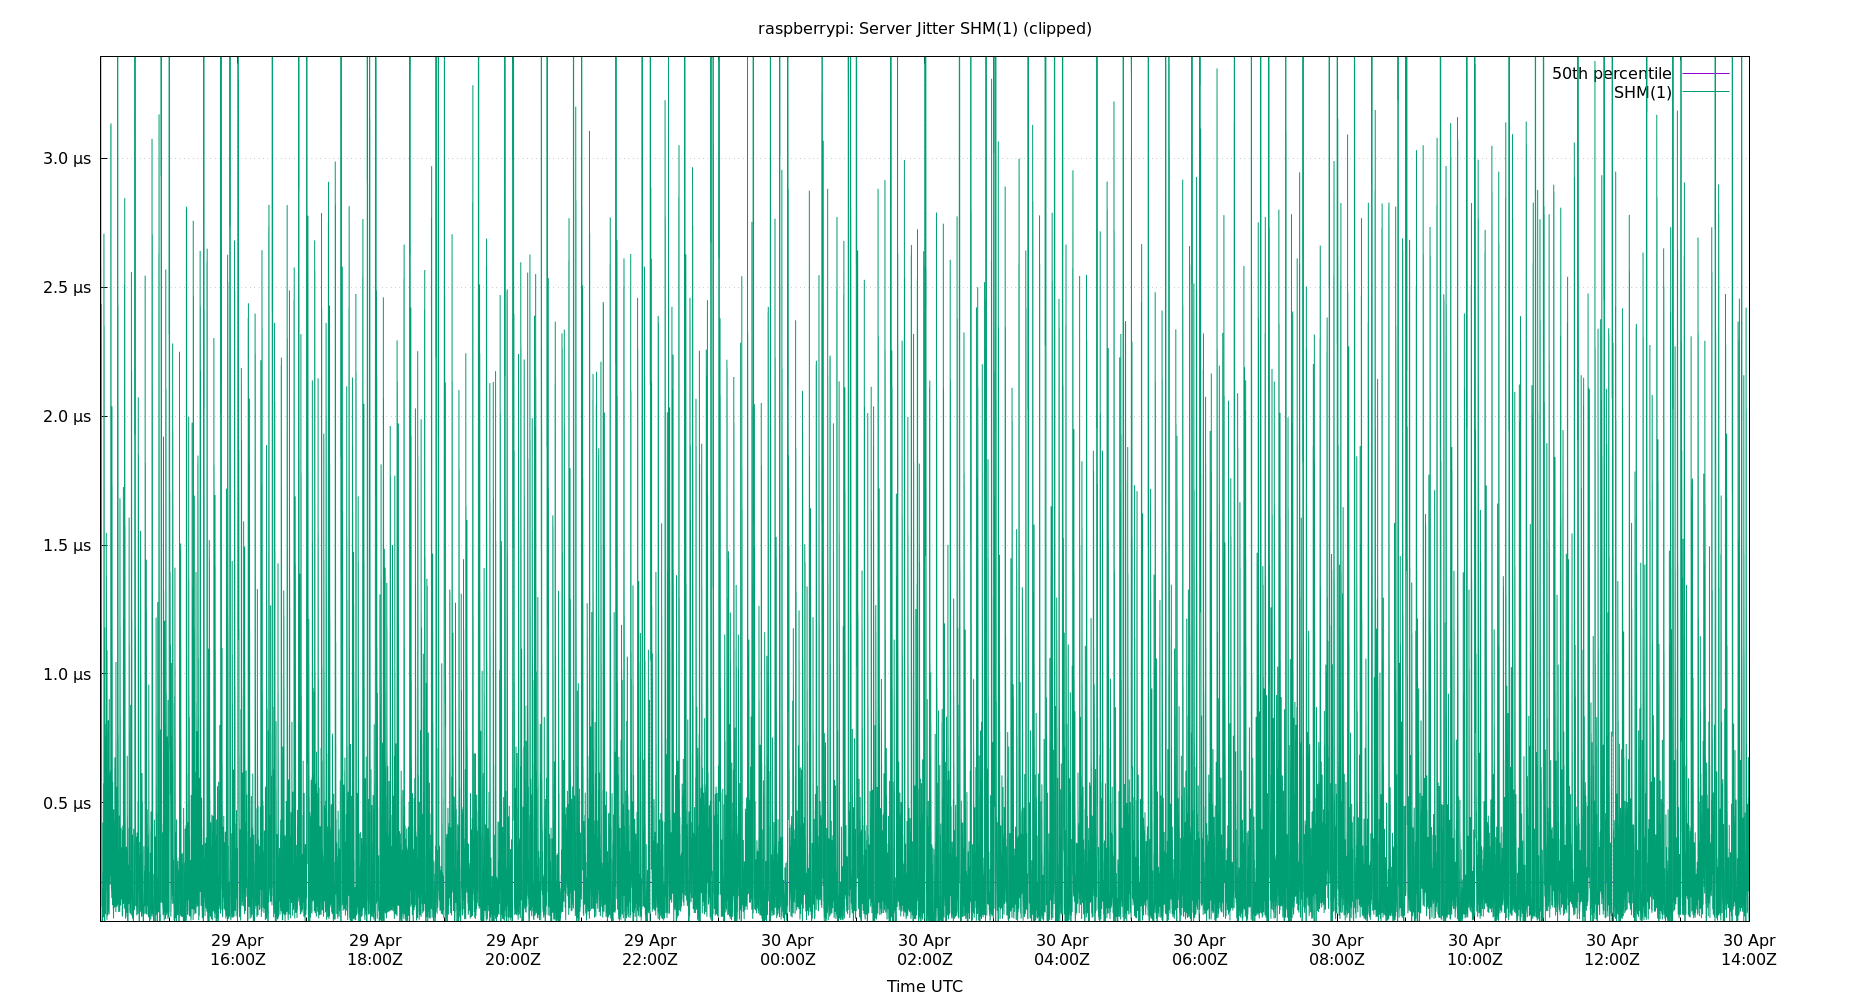 raspberrypi: Server Jitter SHM(1) (clipped)
50th percentile
SHM(1)
3.0 µs
2.5 µs
2.0 µs
1.5 µs
1.0 µs
0.5 µs
29 Apr 29 Apr 29 Apr 29 Apr 30 Apr 30 Apr 30 Apr 30 Apr 30 Apr 30 Apr 30 Apr 30 Apr
16:00Z 18:00Z 20:00Z 22:00Z 00:00Z 02:00Z 04:00Z 06:00Z 08:00Z 10:00Z 12:00Z 14:00Z
Time UTC